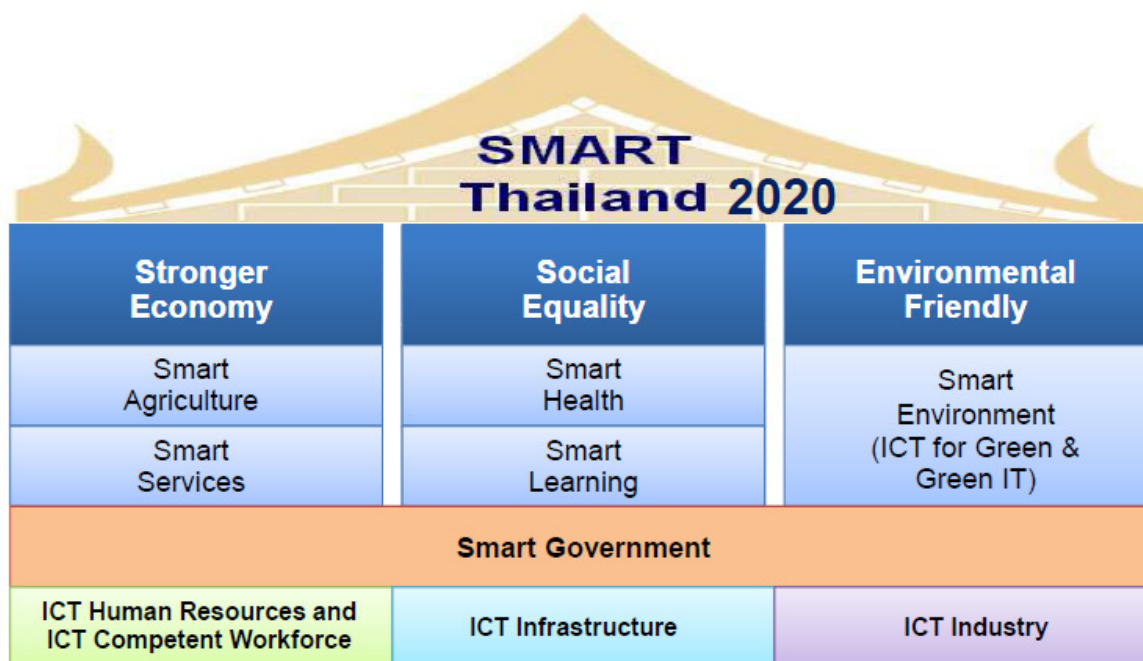 SMART
Thailand 2020
Stronger
Economy
Social
Equality
Environmental
Friendly
Smart
Agriculture
Smart
Health
Smart
Environment
(ICT for Green &
Green IT)
Smart
Services
Smart
Learning
Smart Government
ICT Human Resources and
ICT Competent Workforce
ICT Infrastructure
ICT Industry